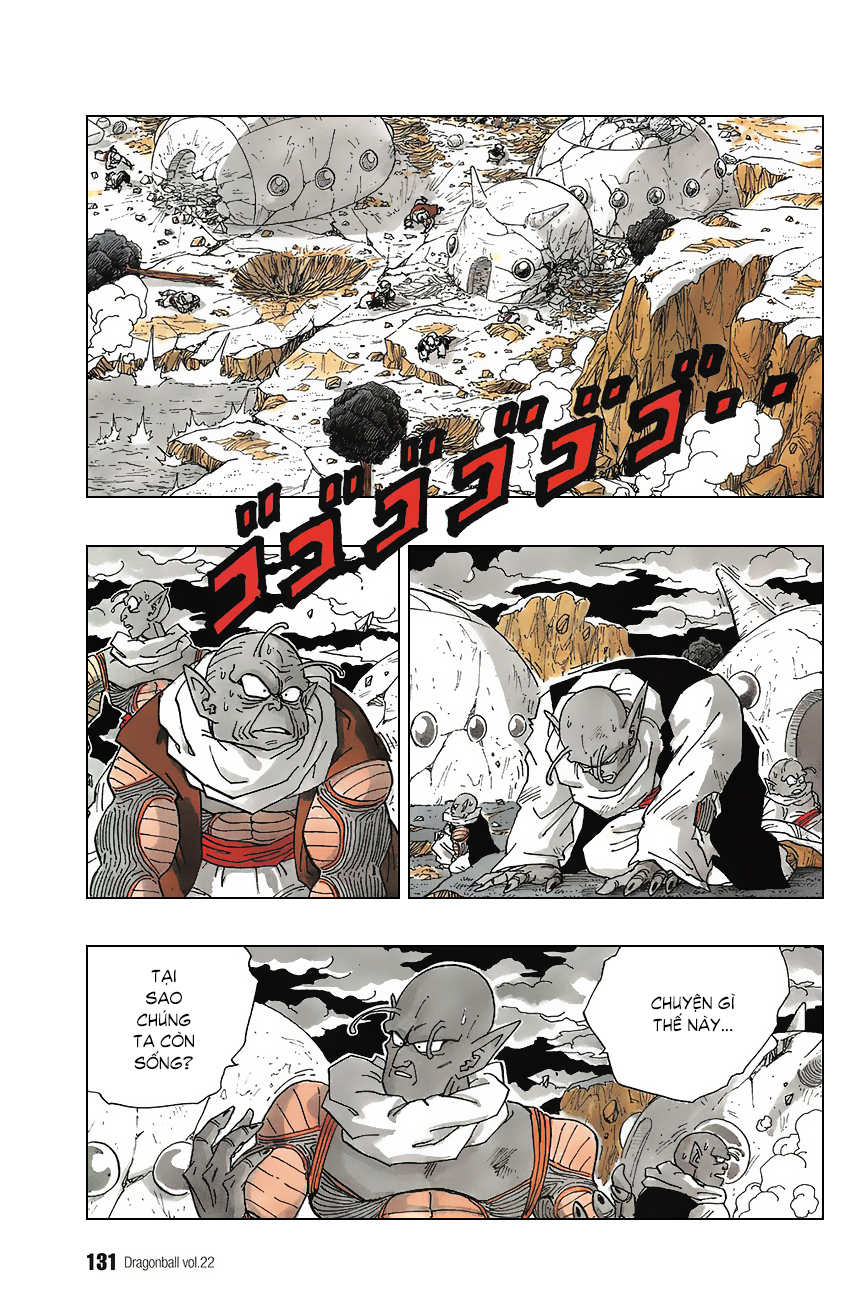 ゴゴゴゴゴゴ・・
CHUYỆN GÌ
THẾ NÀY...
TẠI
SAO
CHÚNG
TA CÒN
SỐNG?
131 Dragonball vol.22